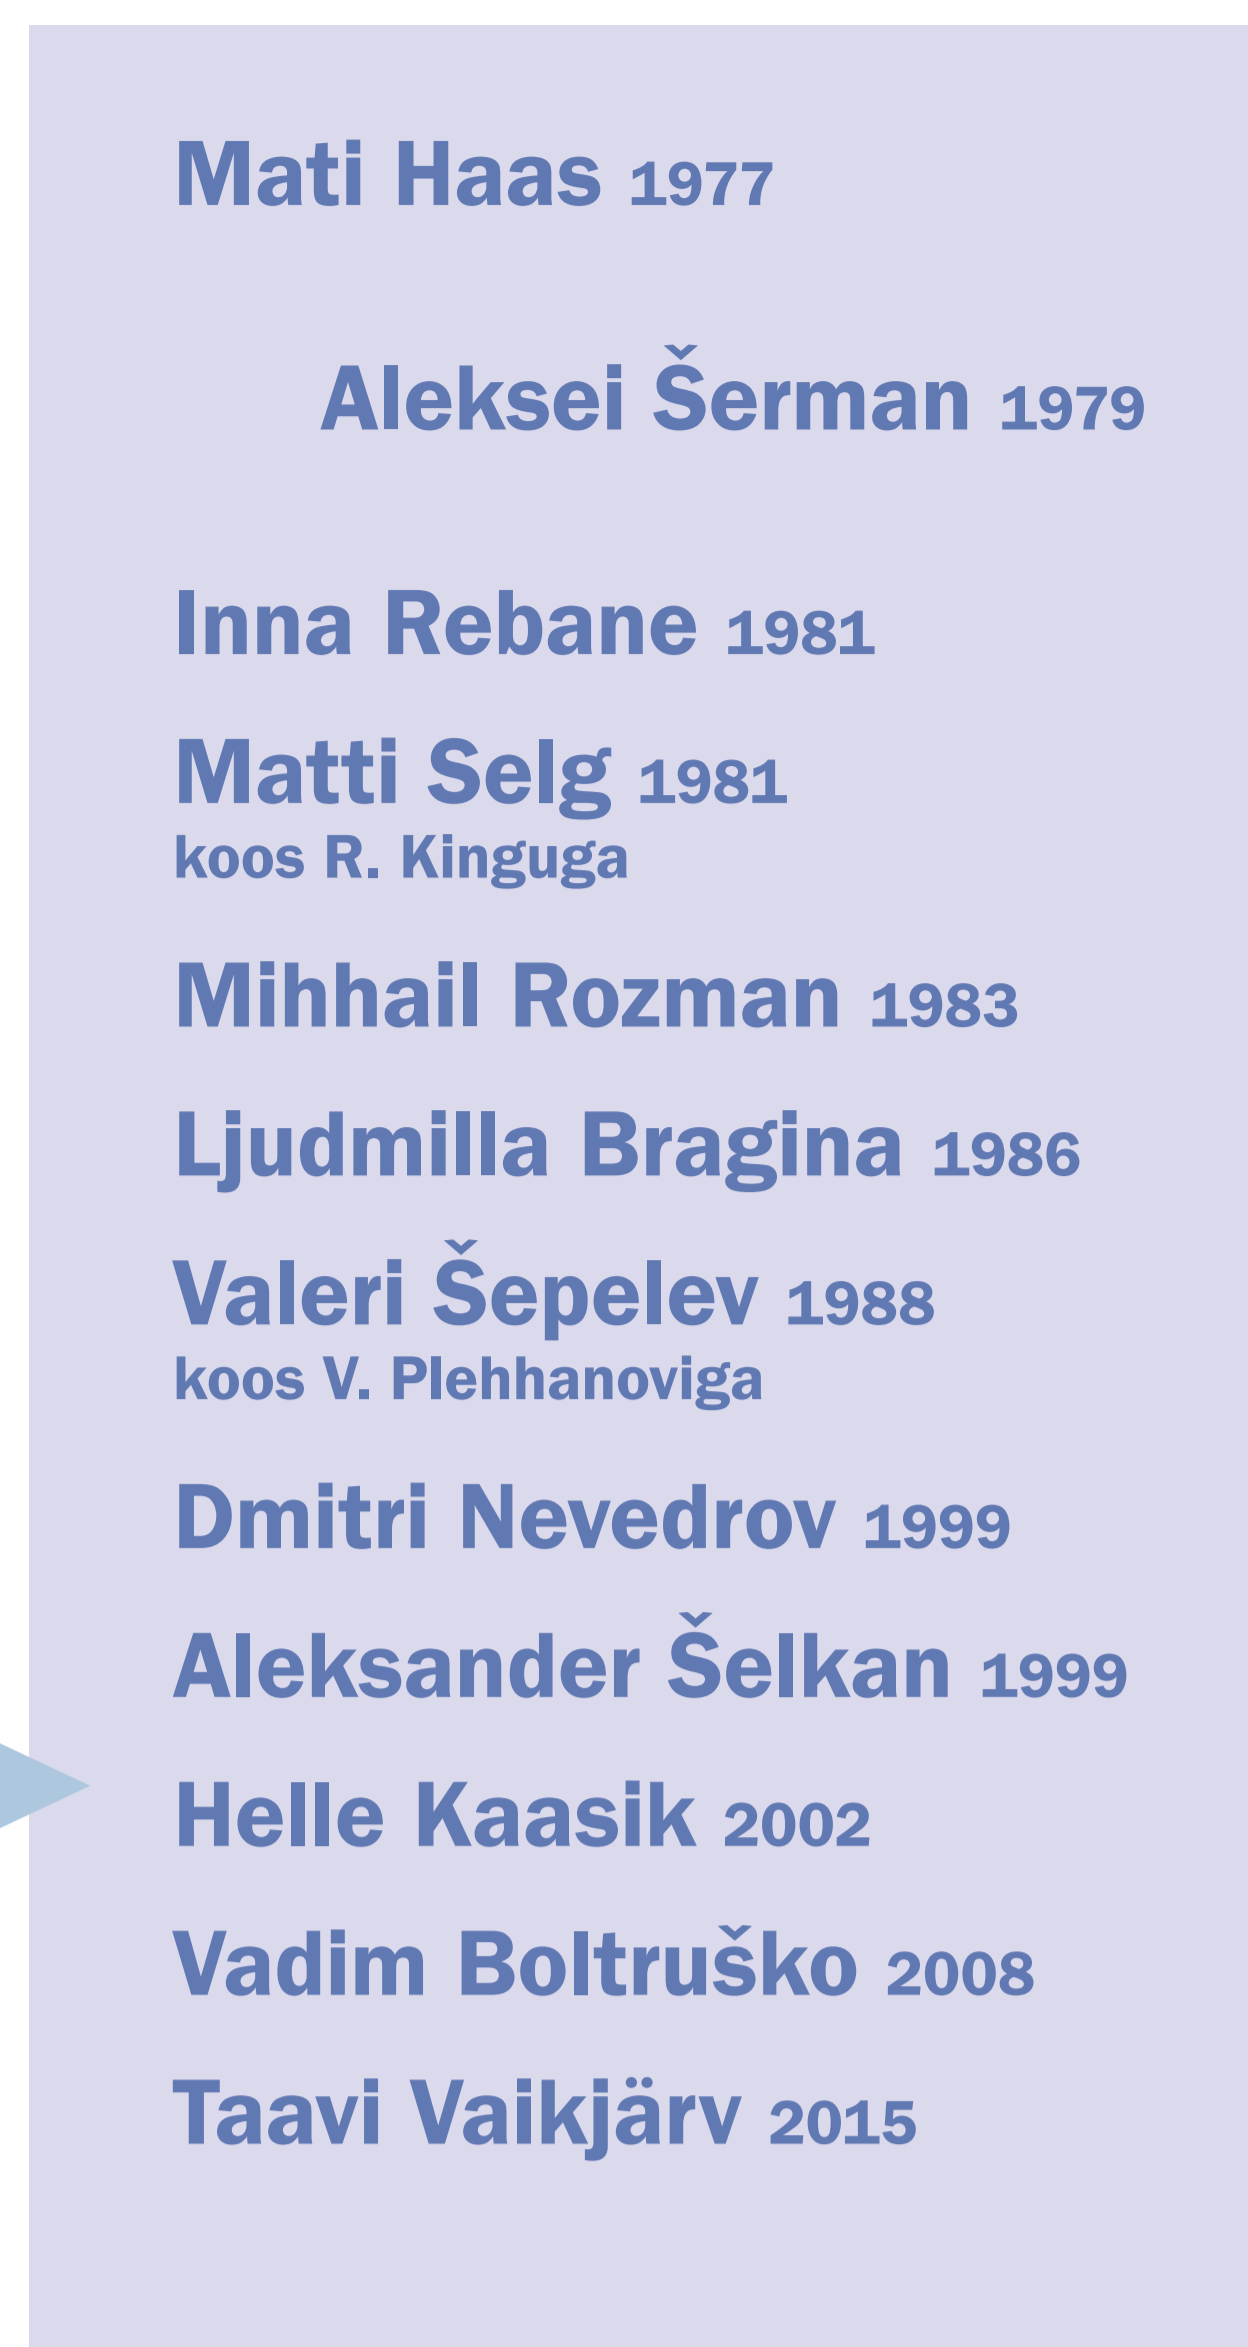 Mati Haas 1977
Aleksei Šerman 1979
Inna Rebane 1981
Matti Selg 1981
koos R. Kinguga
Mihhail Rozman 1983
Ljudmilla Bragina 1986
Valeri Šepelev 1988
koos V. Plehhanoviga
Dmitri Nevedrov 1999
Aleksander Šelkan 1999
Helle Kaasik 2002
Vadim Boltruško 2008
Taavi Vaikjärv 2015